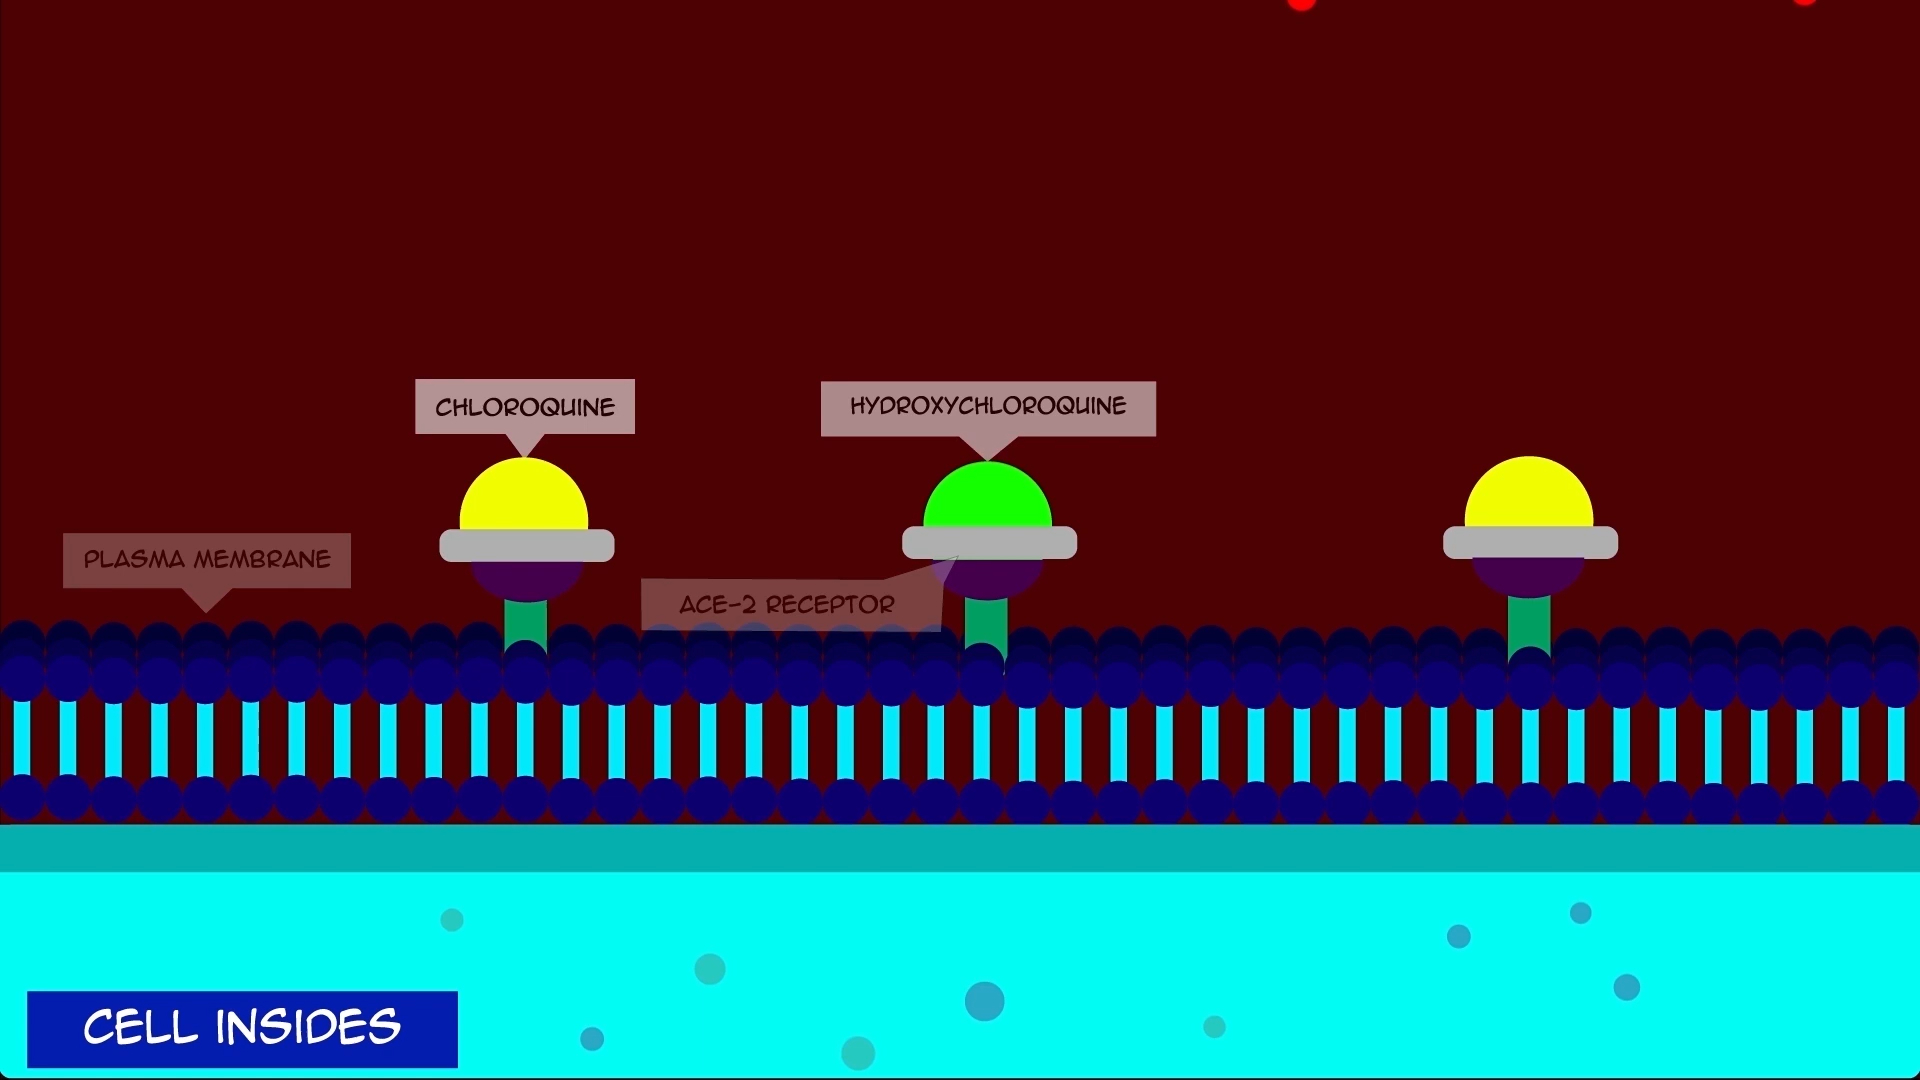 CHLOROQUINE
HYDROXYCHLOROQUINE
PLASMA MEMBRANE
ACE-2 RECEPTOR
CELL INSIDES